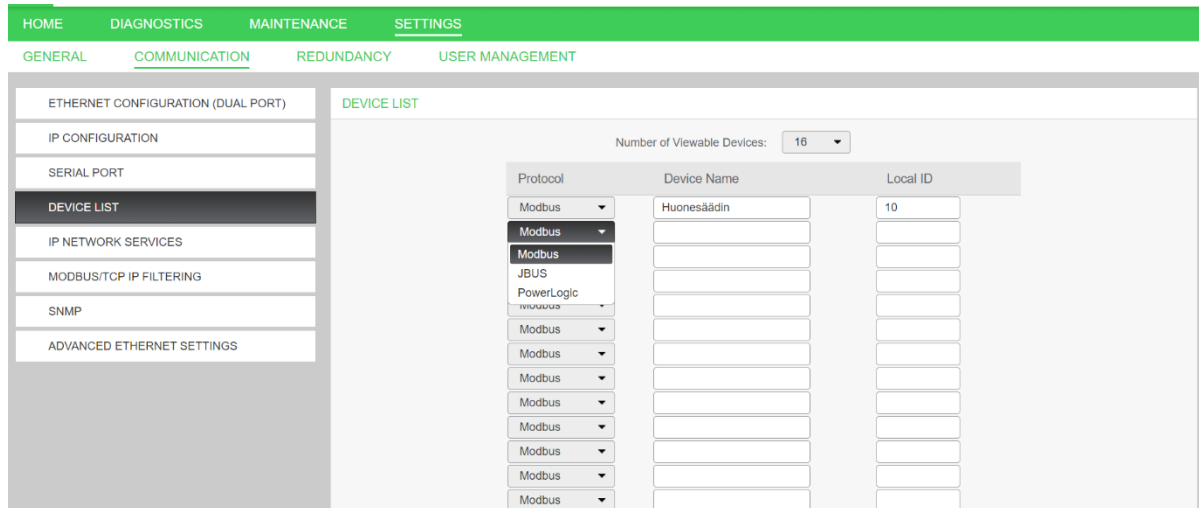 HOME DIAGNOSTICS MAINTENANCE SETTINGS
GENERAL COMMUNICATION REDUNDANCY USER MANAGEMENT
ETHERNET CONFIGURATION (DUAL PORT)
IP CONFIGURATION
SERIAL PORT
DEVICE LIST
IP NETWORK SERVICES
MODBUS/TCP IP FILTERING
SNMP
ADVANCED ETHERNET SETTINGS
DEVICE LIST
Number of Viewable Devices: 16
Protocol Device Name Local ID
Modbus Huonesäädin 10
Modbus
Modbus
JBUS
PowerLogic
Modbus
Modbus
Modbus
Modbus
Modbus
Modbus
Modbus
Modbus
Modbus